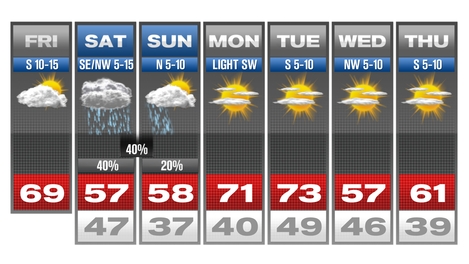 FRI SAT SUN MON TUE WED THU
S 10-15 SE/NW 5-15 N 5-10 LIGHT SW S 5-10 NW 5-10 S 5-10
40%
40% 20%
69 57 58 71 73 57 61
47 37 40 49 46 39